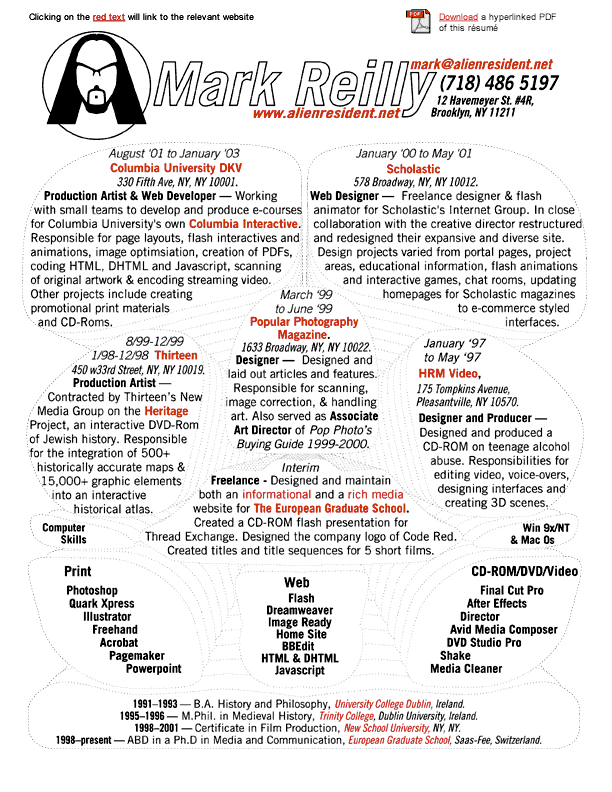 Clicking on the red text will link to the relevant website
Download a hyperlinked PDF
of this résumé
Mark Reilly
mark@alienresident.net
(718) 486 5197
www.alienresident.net
12 Havemeyer St. #4R,
Brooklyn, NY 11211
August '01 to January '03
Columbia University DKV
330 Fifth Ave, NY, NY 10001.
Production Artist & Web Developer — Working
with small teams to develop and produce e-courses
for Columbia University's own Columbia Interactive.
Responsible for page layouts, flash interactives and
animations, image optimsiation, creation of PDFs,
coding HTML, DHTML and Javascript, scanning
of original artwork & encoding streaming video.
Other projects include creating
promotional print materials
and CD-Roms.
January '00 to May '01
Scholastic
578 Broadway, NY, NY 10012.
Web Designer — Freelance designer & flash
animator for Scholastic's Internet Group. In close
collaboration with the creative director restructured
and redesigned their expansive and diverse site.
Design projects varied from portal pages, project
areas, educational information, flash animations
and interactive games, chat rooms, updating
homepages for Scholastic magazines
to e-commerce styled
interfaces.
March '99
to June '99
Popular Photography
Magazine.
1633 Broadway, NY, NY 10022.
Designer — Designed and
laid out articles and features.
Responsible for scanning,
image correction, & handling
art. Also served as Associate
Art Director of Pop Photo's
Buying Guide 1999-2000.
8/99-12/99
1/98-12/98 Thirteen
450 w33rd Street, NY, NY 10019.
Production Artist —
Contracted by Thirteen's New
Media Group on the Heritage
Project, an interactive DVD-Rom
of Jewish history. Responsible
for the integration of 500+
historically accurate maps &
15,000+ graphic elements
into an interactive
historical atlas.
January '97
to May '97
HRM Video,
175 Tompkins Avenue,
Pleasantville, NY 10570.
Designer and Producer —
Designed and produced a
CD-ROM on teenage alcohol
abuse. Responsibilities for
editing video, voice-overs,
designing interfaces and
creating 3D scenes.
Interim
Freelance - Designed and maintain
both an informational and a rich media
website for The European Graduate School.
Created a CD-ROM flash presentation for
Thread Exchange. Designed the company logo of Code Red.
Created titles and title sequences for 5 short films.
Computer
Skills
Win 9x/NT
& Mac Os
Print
Photoshop
Quark Xpress
Illustrator
Freehand
Acrobat
Pagemaker
Powerpoint
Web
Flash
Dreamweaver
Image Ready
Home Site
BBEdit
HTML & DHTML
Javascript
CD-ROM/DVD/Video
Final Cut Pro
After Effects
Director
Avid Media Composer
DVD Studio Pro
Shake
Media Cleaner
1991–1993 — B.A. History and Philosophy, University College Dublin, Ireland.
1995–1996 — M.Phil. in Medieval History, Trinity College, Dublin University, Ireland.
1998–2001 — Certificate in Film Production, New School University, NY, NY.
1998–present — ABD in a Ph.D in Media and Communication, European Graduate School, Saas-Fee, Switzerland.